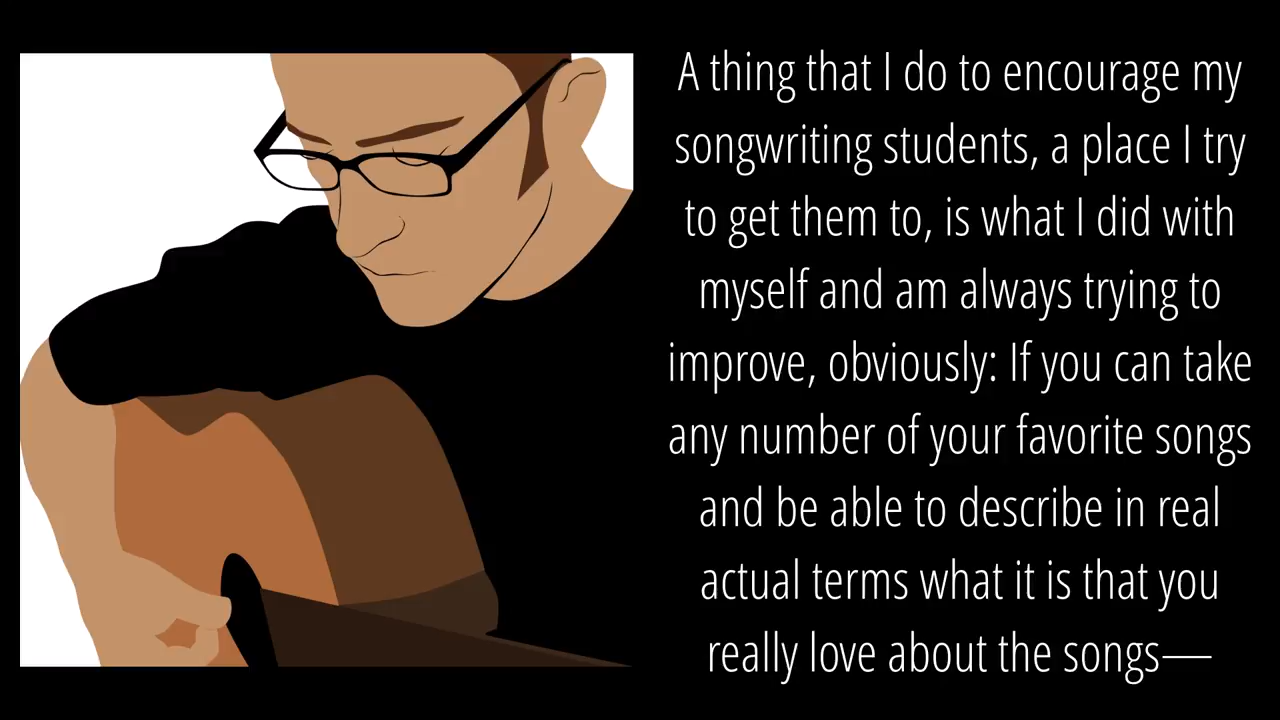 A thing that I do to encourage my
songwriting students, a place I try
to get them to, is what I did with
myself and am always trying to
improve, obviously: If you can take
any number of your favorite songs
and be able to describe in real
actual terms what it is that you
really love about the songs—